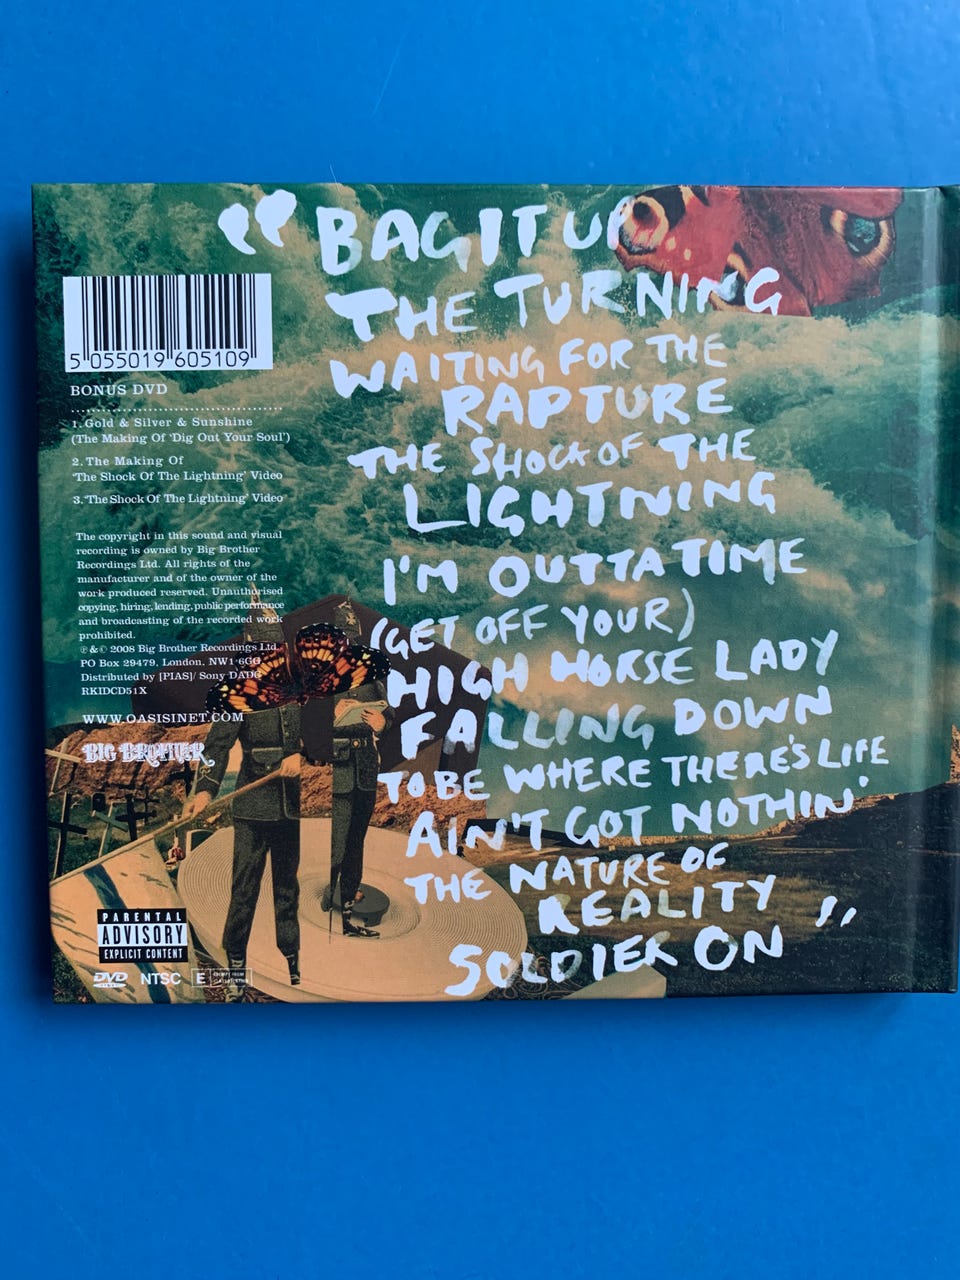 “BAG IT UP
THE TURNING
WAITING FOR THE
RAPTURE
THE SHOCK OF THE
LIGHTNING
I'M OUTTA TIME
(GET OFF YOUR)
HIGH HORSE LADY
FALLING DOWN
TO BE WHERE THERE'S LIFE
AIN'T GOT NOTHIN'
THE NATURE OF
REALITY
SOLDIER ON”
5 055019 605109
BONUS DVD
1. Gold & Silver & Sunshine
(The Making Of ‘Dig Out Your Soul’)
2. The Making Of
‘The Shock Of The Lightning’ Video
3. ‘The Shock Of The Lightning’ Video
The copyright in this sound and visual
recording is owned by Big Brother
Recordings Ltd. All rights of the
manufacturer and of the owner of the
work produced reserved. Unauthorised
copying, hiring, lending, public performance
and broadcasting of the recorded work
prohibited.
℗ & © 2008 Big Brother Recordings Ltd.
PO Box 29479, London, NW1 6GG
Distributed by [PIAS]/ Sony DADC
RKIDCD51X
WWW.OASISINET.COM
BIG BROTHER
PARENTAL
ADVISORY
EXPLICIT CONTENT
DVD NTSC E